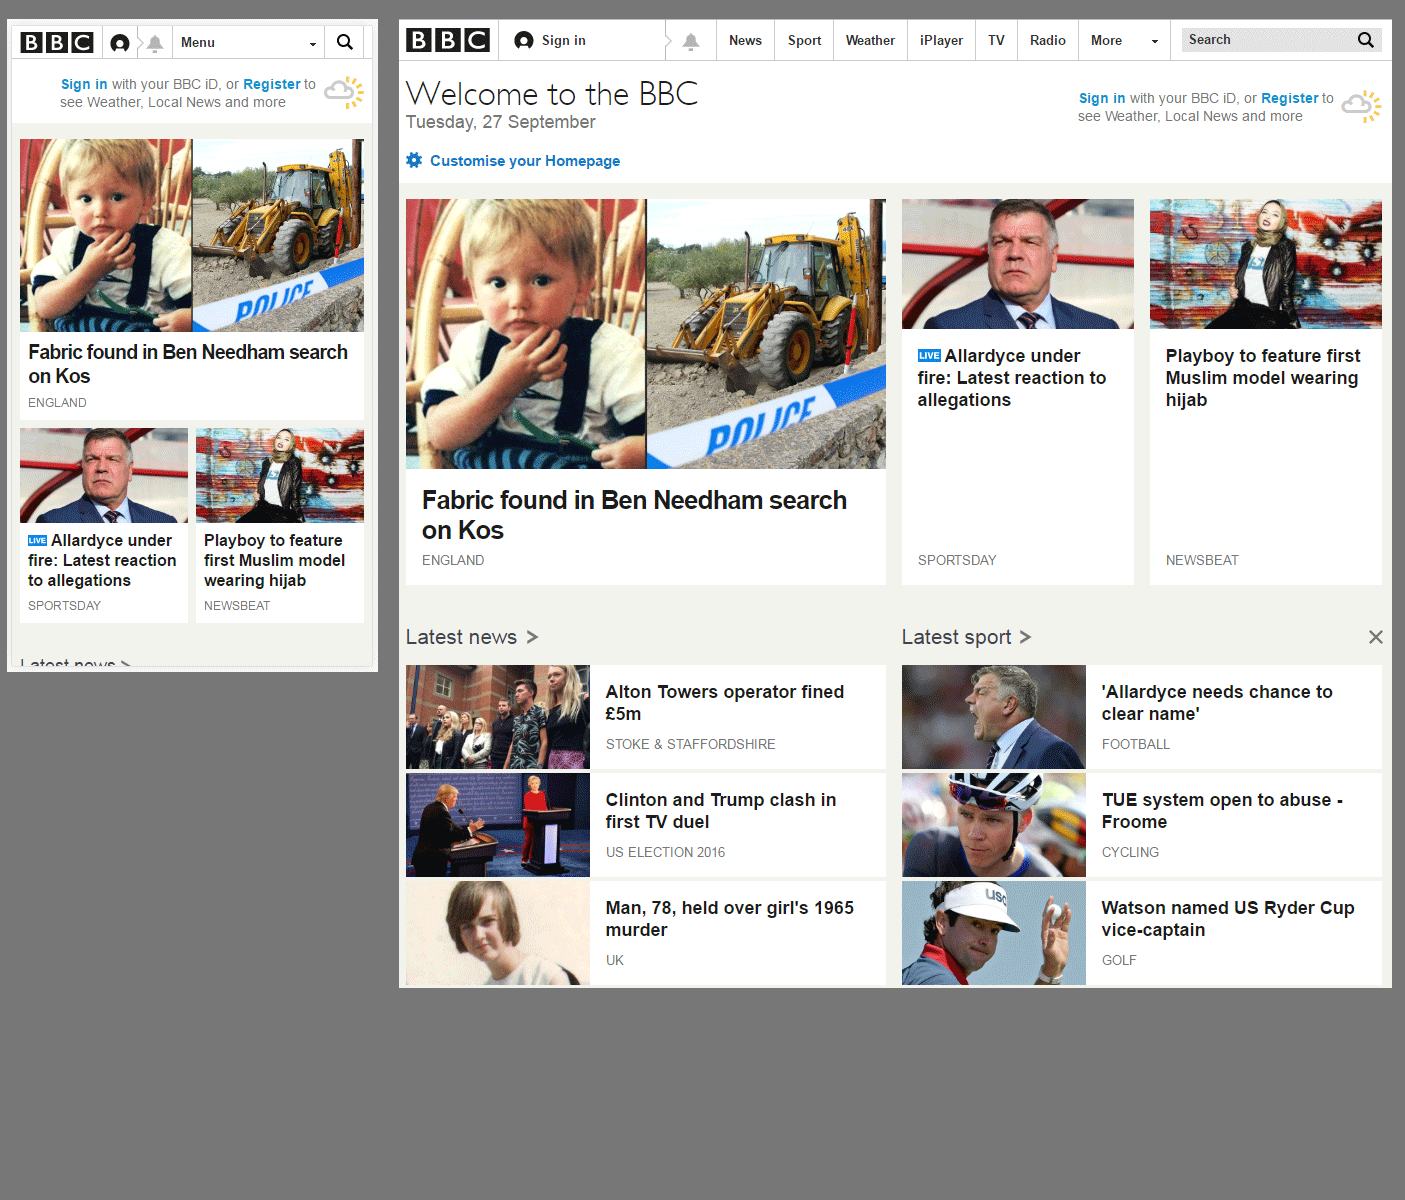 BBC
Menu
Sign in with your BBC iD, or Register to
see Weather, Local News and more
POLICE
Fabric found in Ben Needham search
on Kos
ENGLAND
LIVE Allardyce under
fire: Latest reaction
to allegations
SPORTSDAY
Playboy to feature
first Muslim model
wearing hijab
NEWSBEAT
Latest news >
BBC
Sign in
News
Sport
Weather
iPlayer
TV
Radio
More
Search
Welcome to the BBC
Tuesday, 27 September
Sign in with your BBC iD, or Register to
see Weather, Local News and more
Customise your Homepage
POLICE
Fabric found in Ben Needham search
on Kos
ENGLAND
LIVE Allardyce under
fire: Latest reaction to
allegations
SPORTSDAY
Playboy to feature first
Muslim model wearing
hijab
NEWSBEAT
Latest news >
Alton Towers operator fined
£5m
STOKE & STAFFORDSHIRE
Clinton and Trump clash in
first TV duel
US ELECTION 2016
Man, 78, held over girl's 1965
murder
UK
Latest sport >
'Allardyce needs chance to
clear name'
FOOTBALL
TUE system open to abuse -
Froome
CYCLING
Watson named US Ryder Cup
vice-captain
GOLF